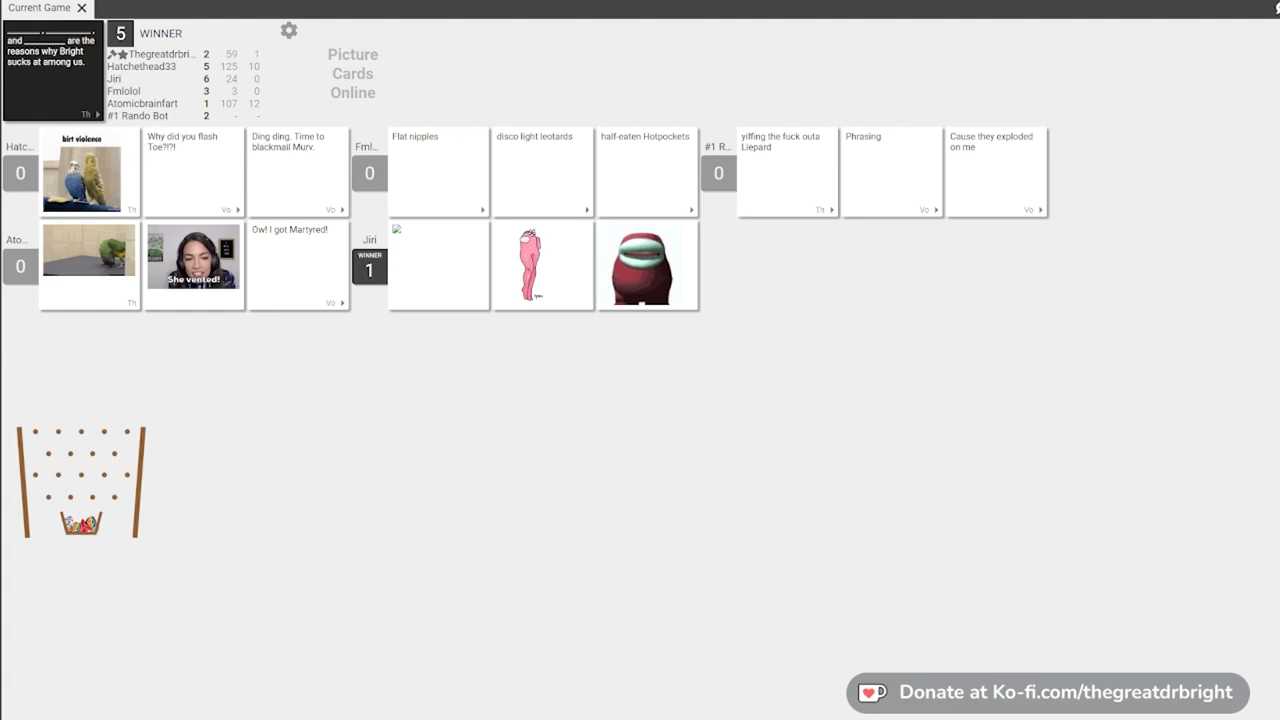 Current Game
_________, _________,
and ________ are the
reasons why Bright
sucks at among us.
Th
5 WINNER
Thegreatdrbri... 2 59 1
Hatchethead33 5 125 10
Jiri 6 24 0
Fmlolol 3 3 0
Atomicbrainfart 1 107 12
#1 Rando Bot 2 - -
Picture
Cards
Online
Hatc...
0
birt violence
Th
Why did you flash
Toe?!?!
Vo
Ding ding. Time to
blackmail Murv.
Vo
Fml...
0
Flat nipples
disco light leotards
half-eaten Hotpockets
#1 R...
0
yiffing the fuck outa
Liepard
Th
Phrasing
Vo
Cause they exploded
on me
Vo
Ato...
0
Th
She vented!
Ow! I got Martyred!
Vo
Jiri
WINNER
1
Donate at Ko-fi.com/thegreatdrbright